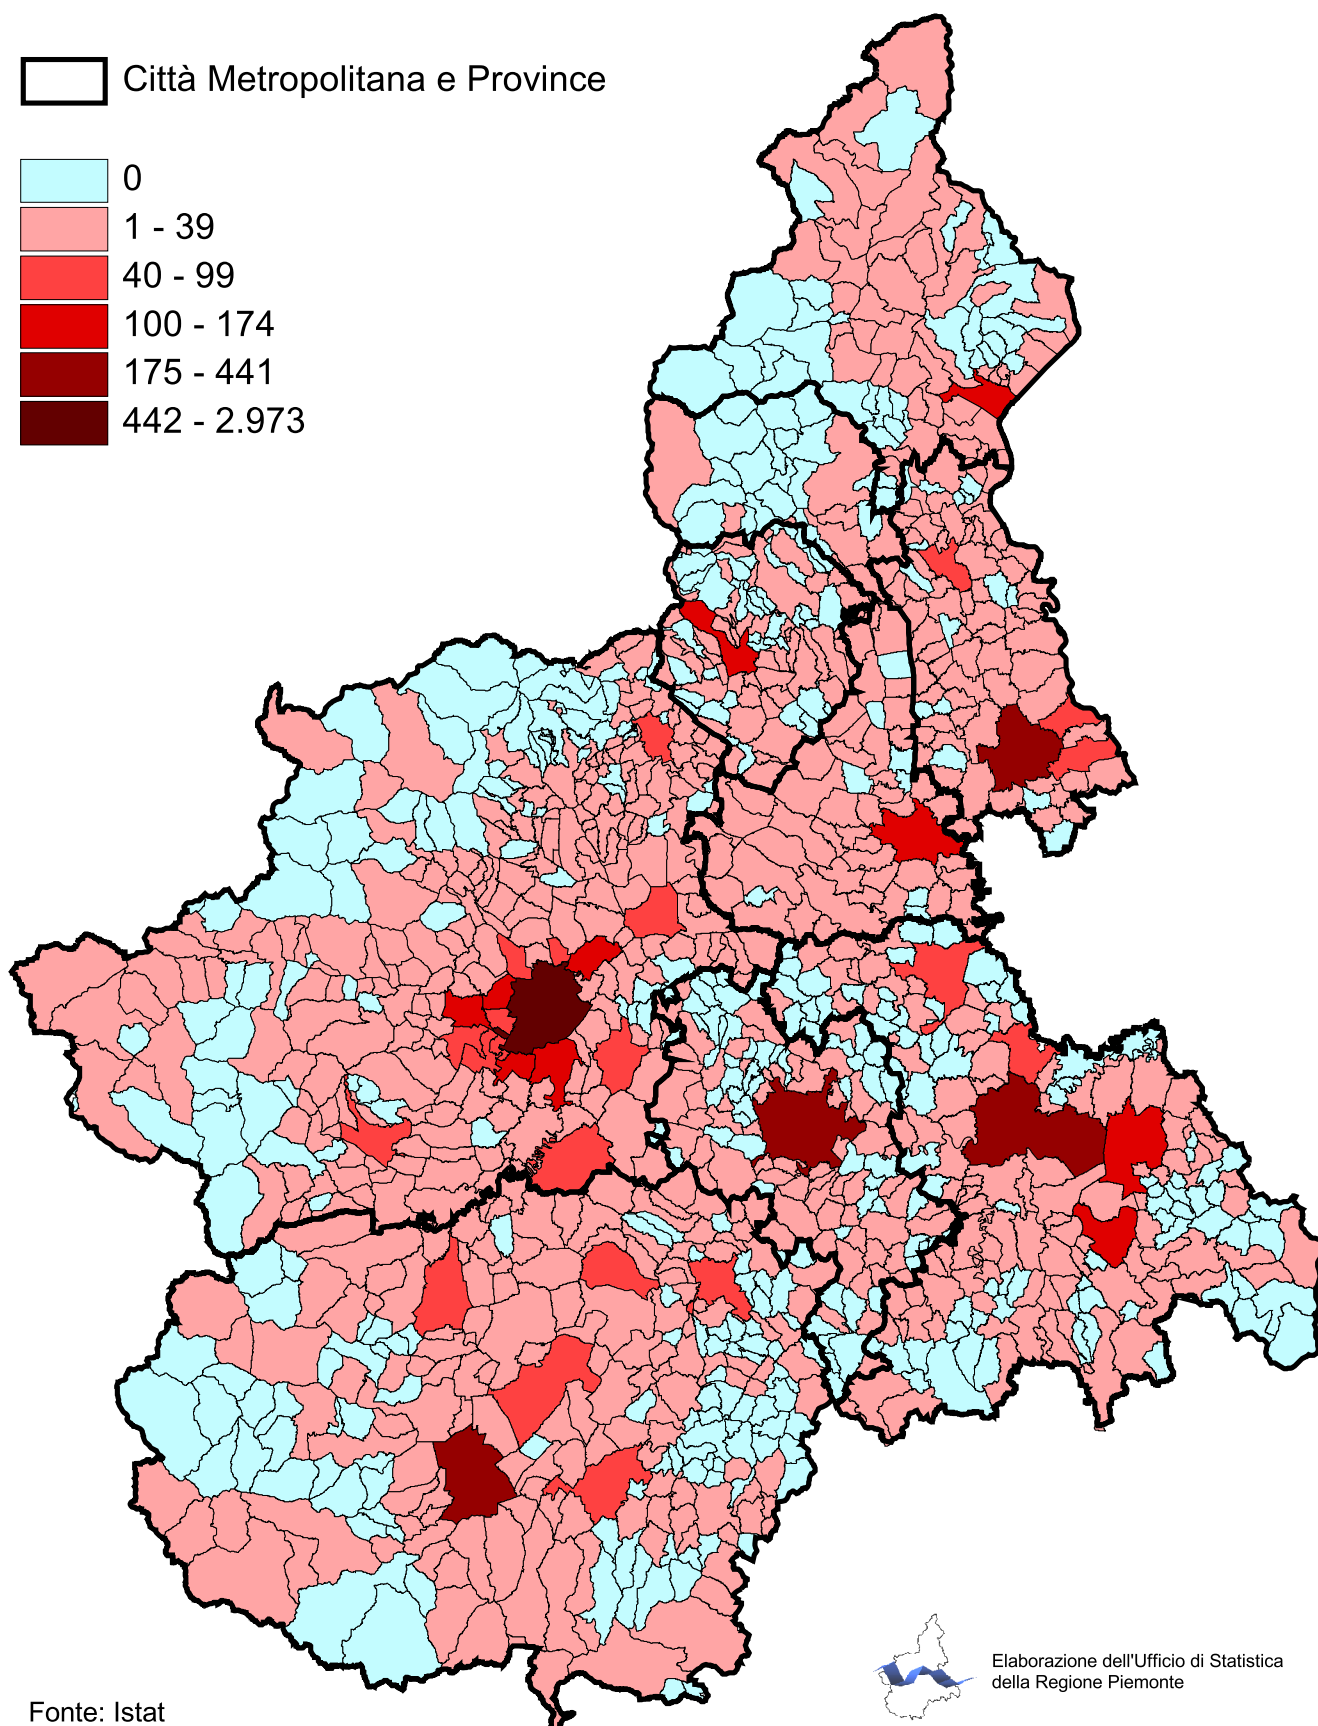 Città Metropolitana e Province
0
1 - 39
40 - 99
100 - 174
175 - 441
442 - 2.973
Elaborazione dell'Ufficio di Statistica
della Regione Piemonte
Fonte: Istat